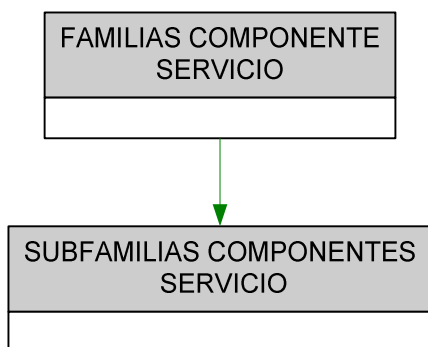 FAMILIAS COMPONENTE
SERVICIO
SUBFAMILIAS COMPONENTES
SERVICIO